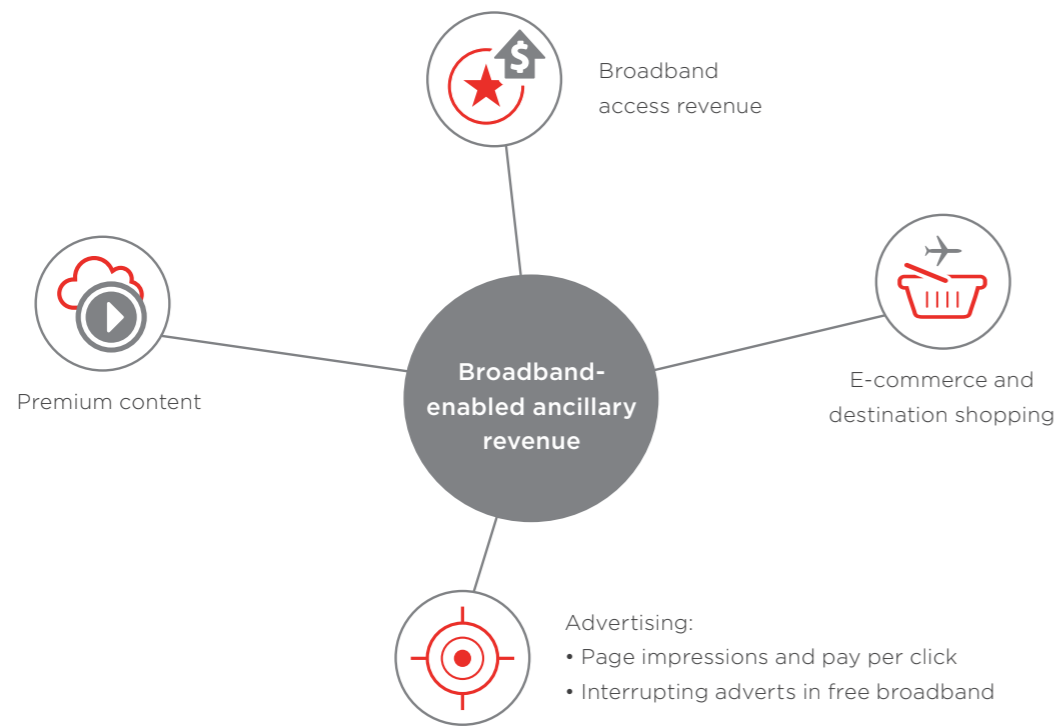 $
Broadband
access revenue
Premium content
Broadband-
enabled ancillary
revenue
E-commerce and
destination shopping
Advertising:
• Page impressions and pay per click
• Interrupting adverts in free broadband